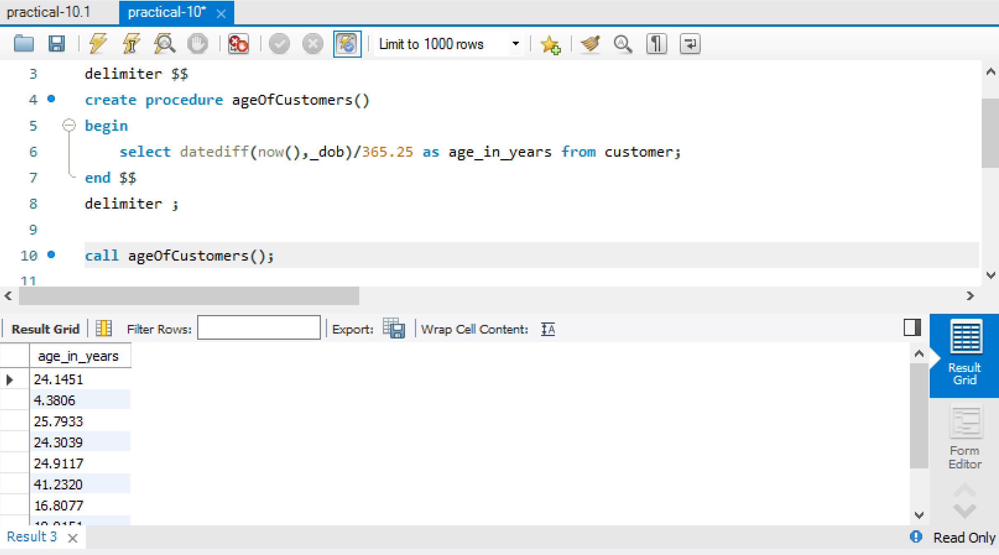 practical-10.1 practical-10*
Limit to 1000 rows
3 delimiter $$
4 create procedure ageOfCustomers()
5 begin
6 select datediff(now(),_dob)/365.25 as age_in_years from customer;
7 end $$
8 delimiter ;
9
10 call ageOfCustomers();
11
Result Grid Filter Rows: Export: Wrap Cell Content:
age_in_years
24.1451
4.3806
25.7933
24.3039
24.9117
41.2320
16.8077
Result
Grid
Form
Editor
Result 3 Read Only